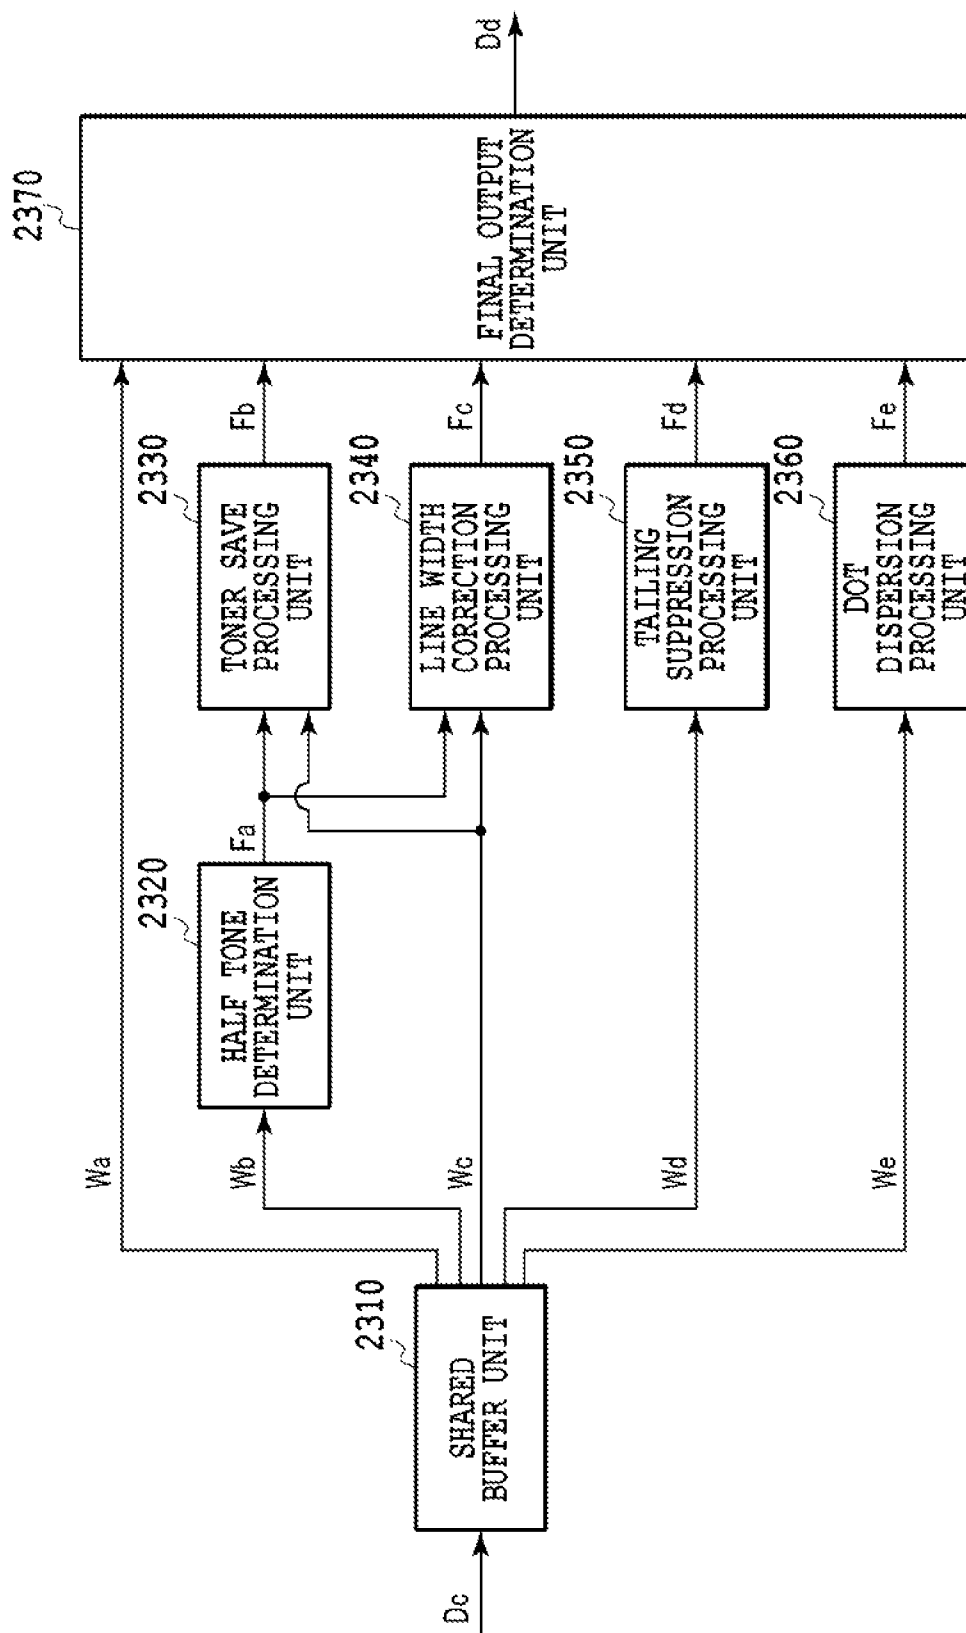 Dc
2310
SHARED
BUFFER UNIT
Wa
Wb
Wc
Wd
We
2320
HALF TONE
DETERMINATION
UNIT
Fa
2330
TONER SAVE
PROCESSING
UNIT
2340
LINE WIDTH
CORRECTION
PROCESSING
UNIT
2350
TAILING
SUPPRESSION
PROCESSING
UNIT
2360
DOT
DISPERSION
PROCESSING
UNIT
Fb
Fc
Fd
Fe
2370
FINAL OUTPUT
DETERMINATION
UNIT
Dd